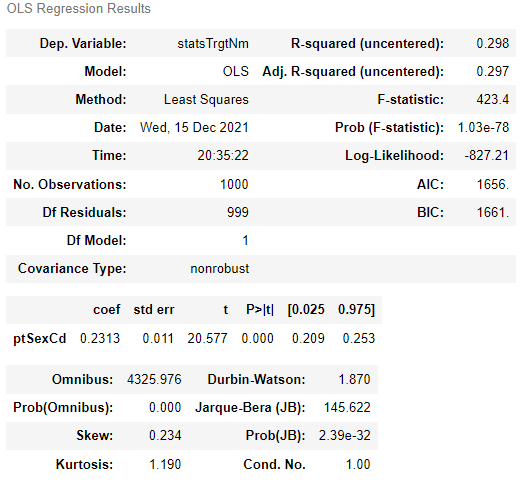 OLS Regression Results
Dep. Variable: statsTrgtNm R-squared (uncentered): 0.298
Model: OLS Adj. R-squared (uncentered): 0.297
Method: Least Squares F-statistic: 423.4
Date: Wed, 15 Dec 2021 Prob (F-statistic): 1.03e-78
Time: 20:35:22 Log-Likelihood: -827.21
No. Observations: 1000 AIC: 1656.
Df Residuals: 999 BIC: 1661.
Df Model: 1
Covariance Type: nonrobust
coef std err t P>|t| [0.025 0.975]
ptSexCd 0.2313 0.011 20.577 0.000 0.209 0.253
Omnibus: 4325.976 Durbin-Watson: 1.870
Prob(Omnibus): 0.000 Jarque-Bera (JB): 145.622
Skew: 0.234 Prob(JB): 2.39e-32
Kurtosis: 1.190 Cond. No. 1.00